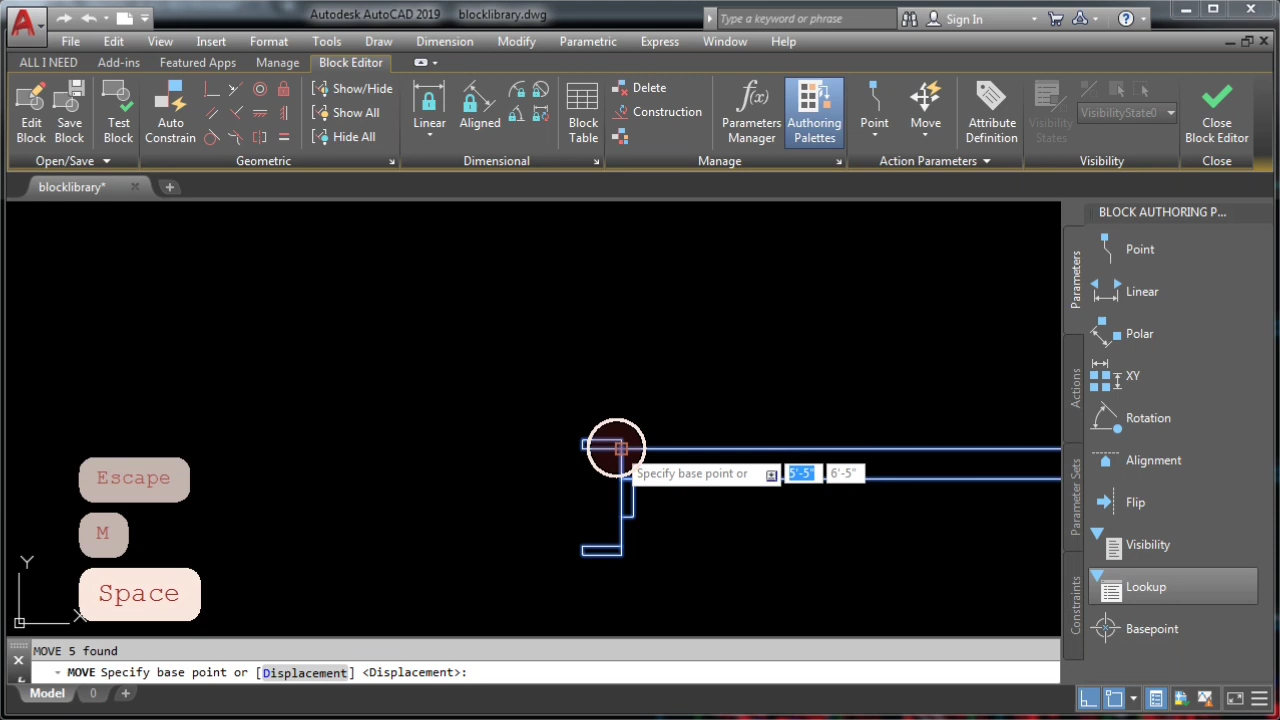 Autodesk AutoCAD 2019 blocklibrary.dwg
Type a keyword or phrase
Sign In
File Edit View Insert Format Tools Draw Dimension Modify Parametric Express Window Help
ALL I NEED Add-ins Featured Apps Manage Block Editor
Edit Block
Save Block
Test Block
Auto Constrain
Show/Hide
Show All
Hide All
Linear
Aligned
Block Table
Delete
Construction
Parameters Manager
Authoring Palettes
Point
Move
Attribute Definition
Visibility States
VisibilityState0
Close Block Editor
Open/Save Geometric Dimensional Manage Action Parameters Visibility Close
blocklibrary*
BLOCK AUTHORING P...
Parameters
Actions
Parameter Sets
Constraints
Point
Linear
Polar
XY
Rotation
Alignment
Flip
Visibility
Lookup
Basepoint
Specify base point or 5'-5" 6'-5"
Escape
M
Space
Y
X
MOVE 5 found
MOVE Specify base point or [Displacement] <Displacement>:
Model 0